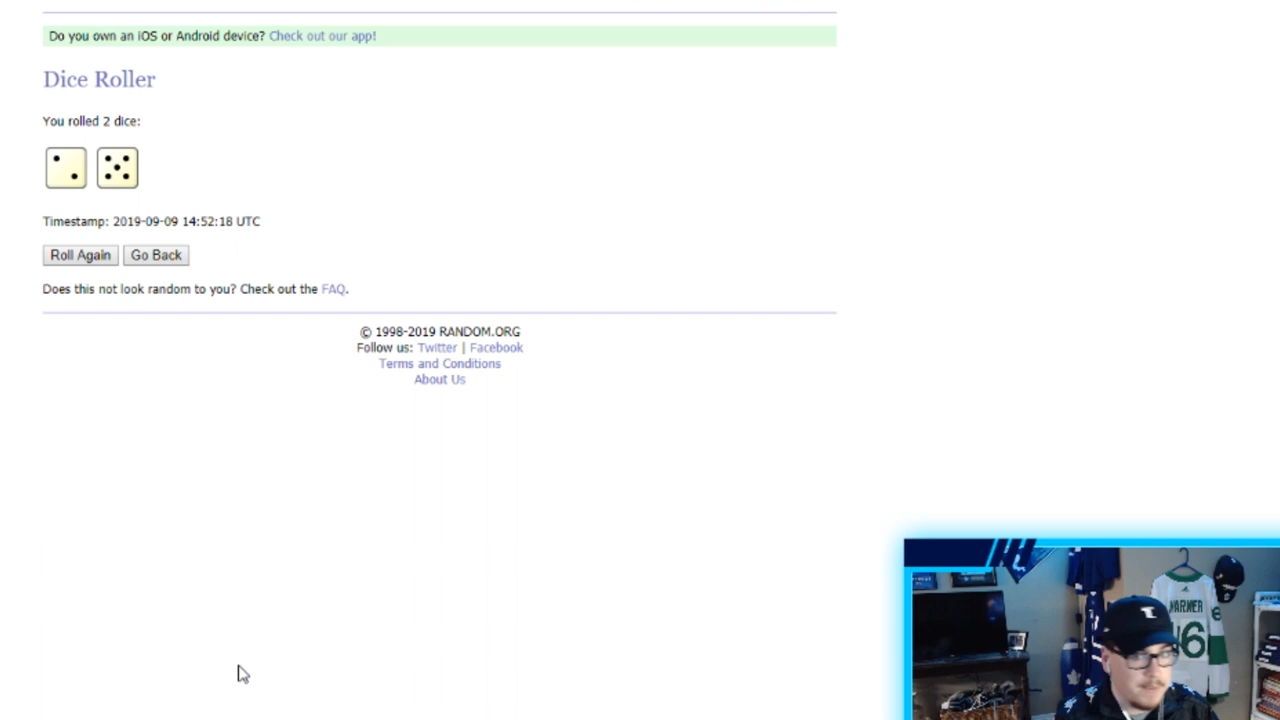 Do you own an iOS or Android device? Check out our app!
Dice Roller
You rolled 2 dice:
Timestamp: 2019-09-09 14:52:18 UTC
Roll Again Go Back
Does this not look random to you? Check out the FAQ.
© 1998-2019 RANDOM.ORG
Follow us: Twitter | Facebook
Terms and Conditions
About Us